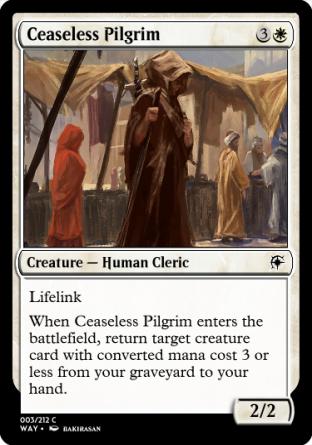 Ceaseless Pilgrim 3
Creature — Human Cleric
Lifelink
When Ceaseless Pilgrim enters the
battlefield, return target creature
card with converted mana cost 3 or
less from your graveyard to your
hand.
2/2
003/212 C
WAY • BAKIRASAN